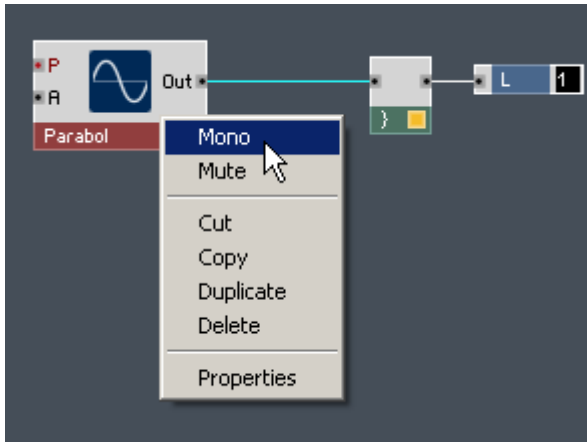 P
A
Out
L 1
}
Parabol
Mono
Mute
Cut
Copy
Duplicate
Delete
Properties